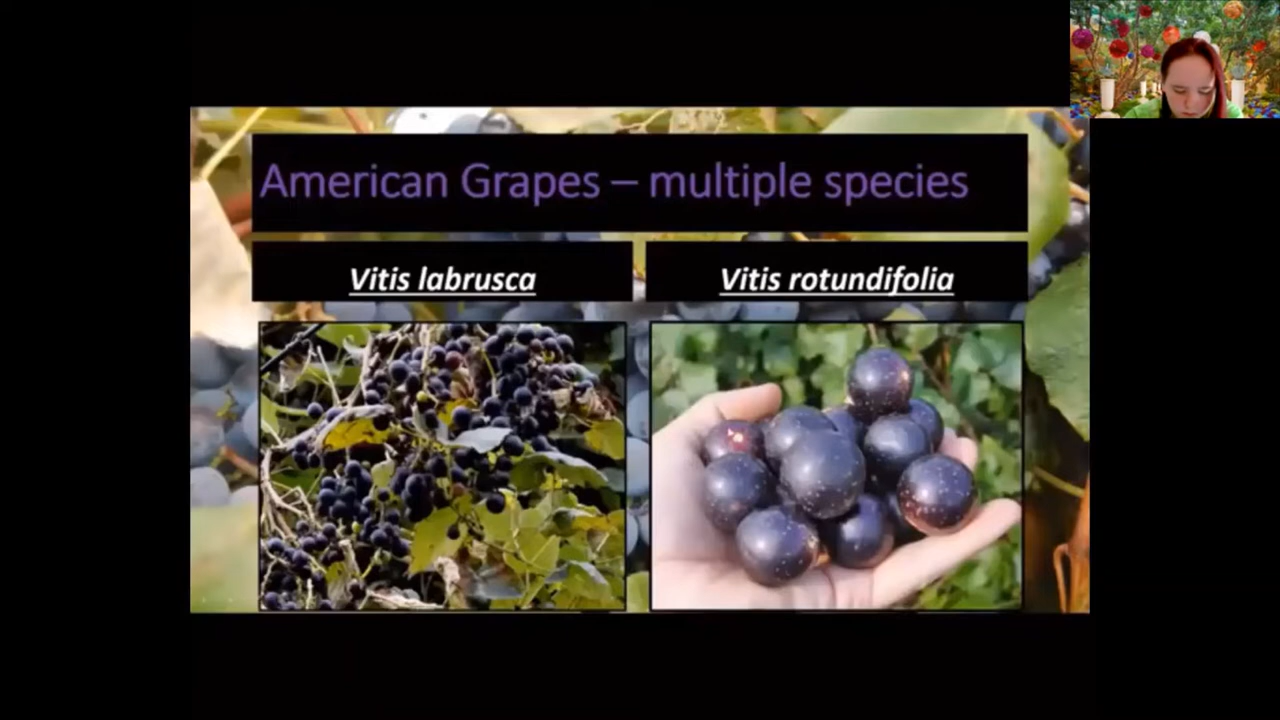 American Grapes – multiple species
Vitis labrusca
Vitis rotundifolia